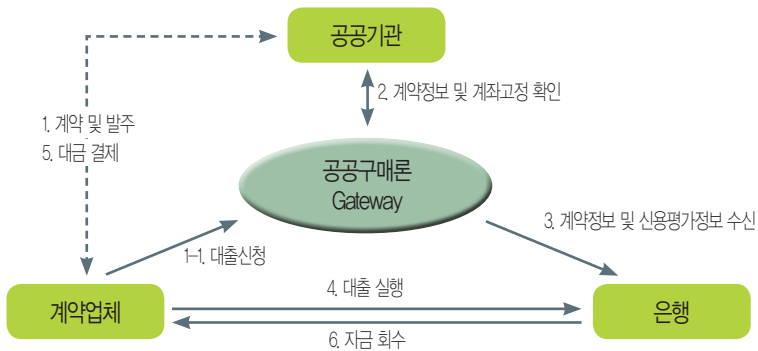 공공기관
2. 계약정보 및 계좌고정 확인
1. 계약 및 발주
5. 대금 결제
공공구매론
Gateway
3. 계약정보 및 신용평가정보 수신
1-1. 대출신청
계약업체
4. 대출 실행
은행
6. 자금 회수